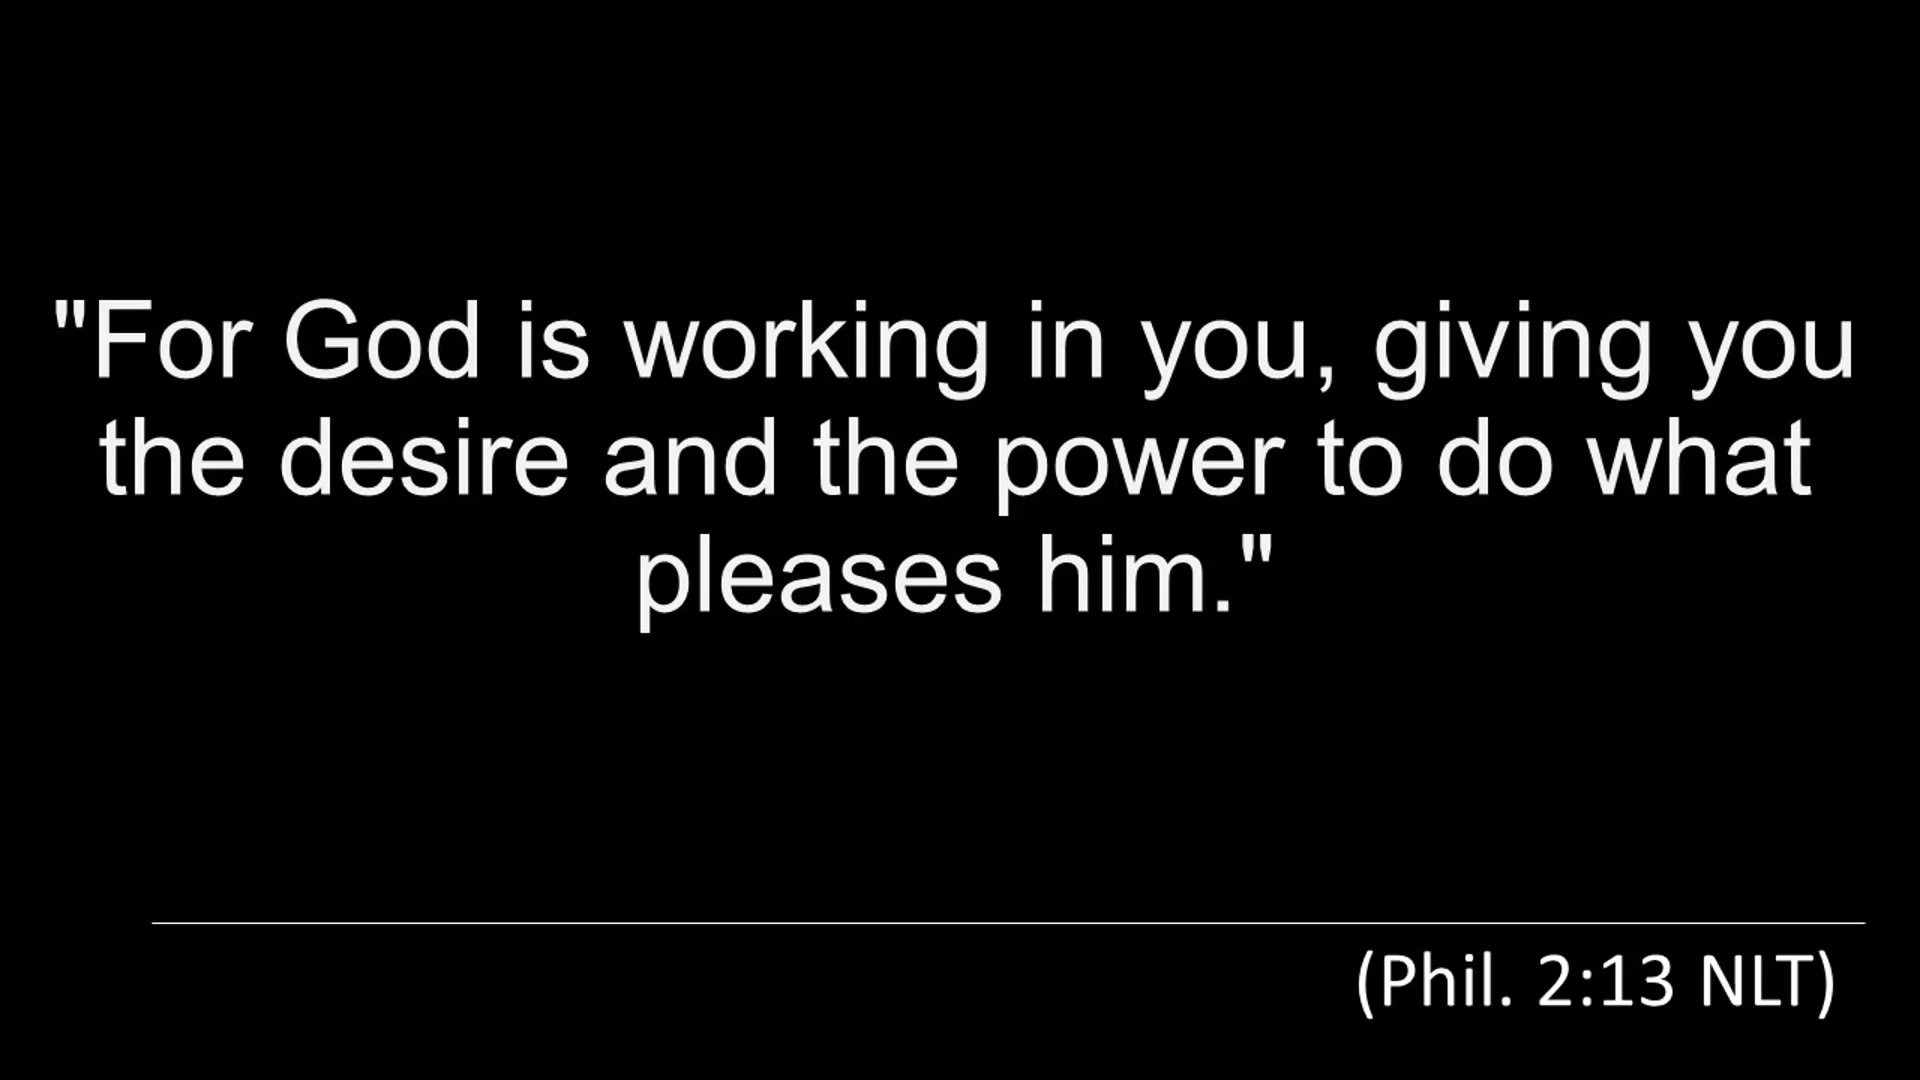 "For God is working in you, giving you
the desire and the power to do what
pleases him."
(Phil. 2:13 NLT)